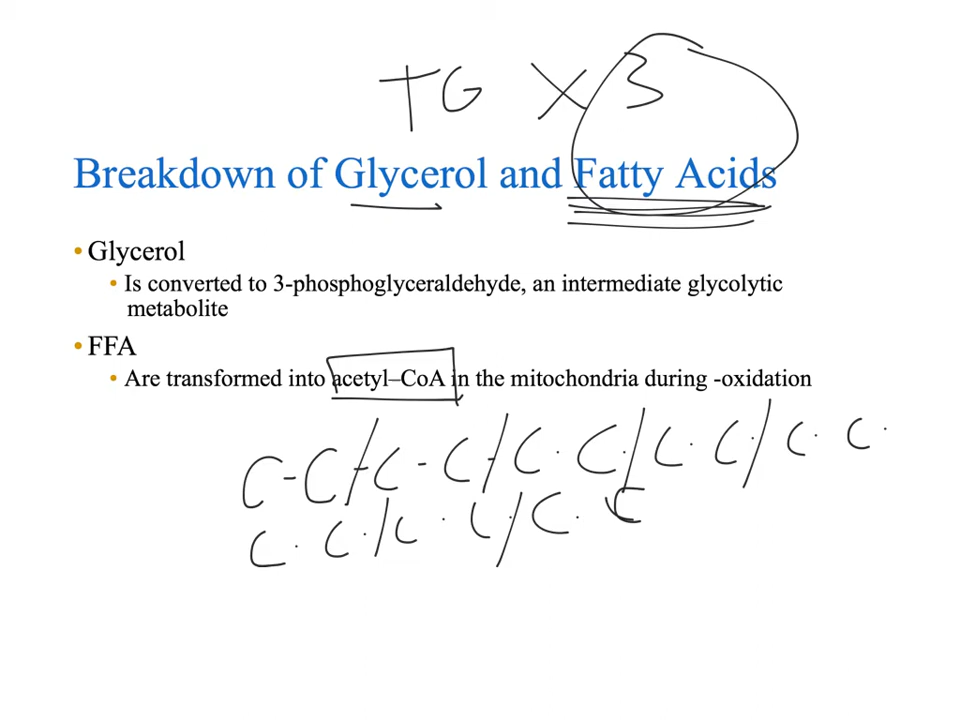 TG X 3
Breakdown of Glycerol and Fatty Acids
• Glycerol
• Is converted to 3-phosphoglyceraldehyde, an intermediate glycolytic
metabolite
• FFA
• Are transformed into acetyl–CoA in the mitochondria during -oxidation
C-C/-C-C-/C·C·/C·C·/C·C·
C·C·/C·C·/C·C